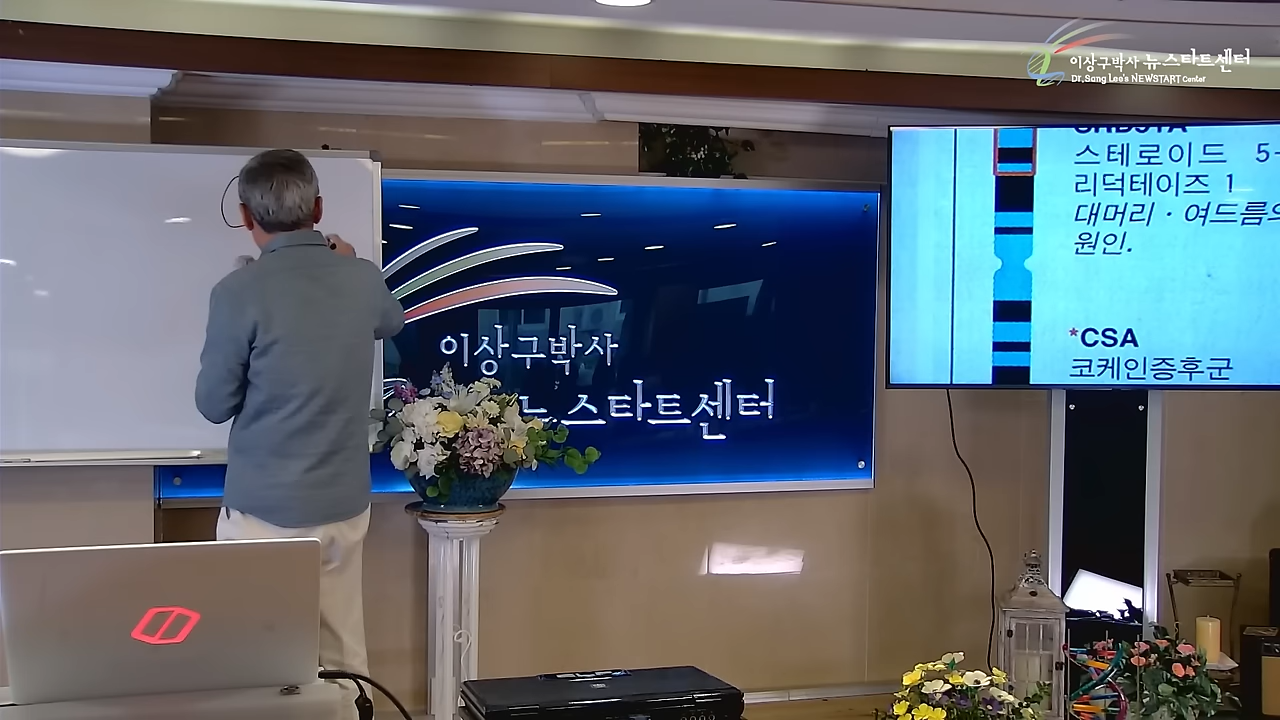 이상구박사 뉴스타트센터
Dr.Sang Lee's NEWSTART Center
스테로이드 5-
리덕테이즈 1
대머리 · 여드름의
원인.
*CSA
코케인증후군
이상구박사
뉴스타트센터